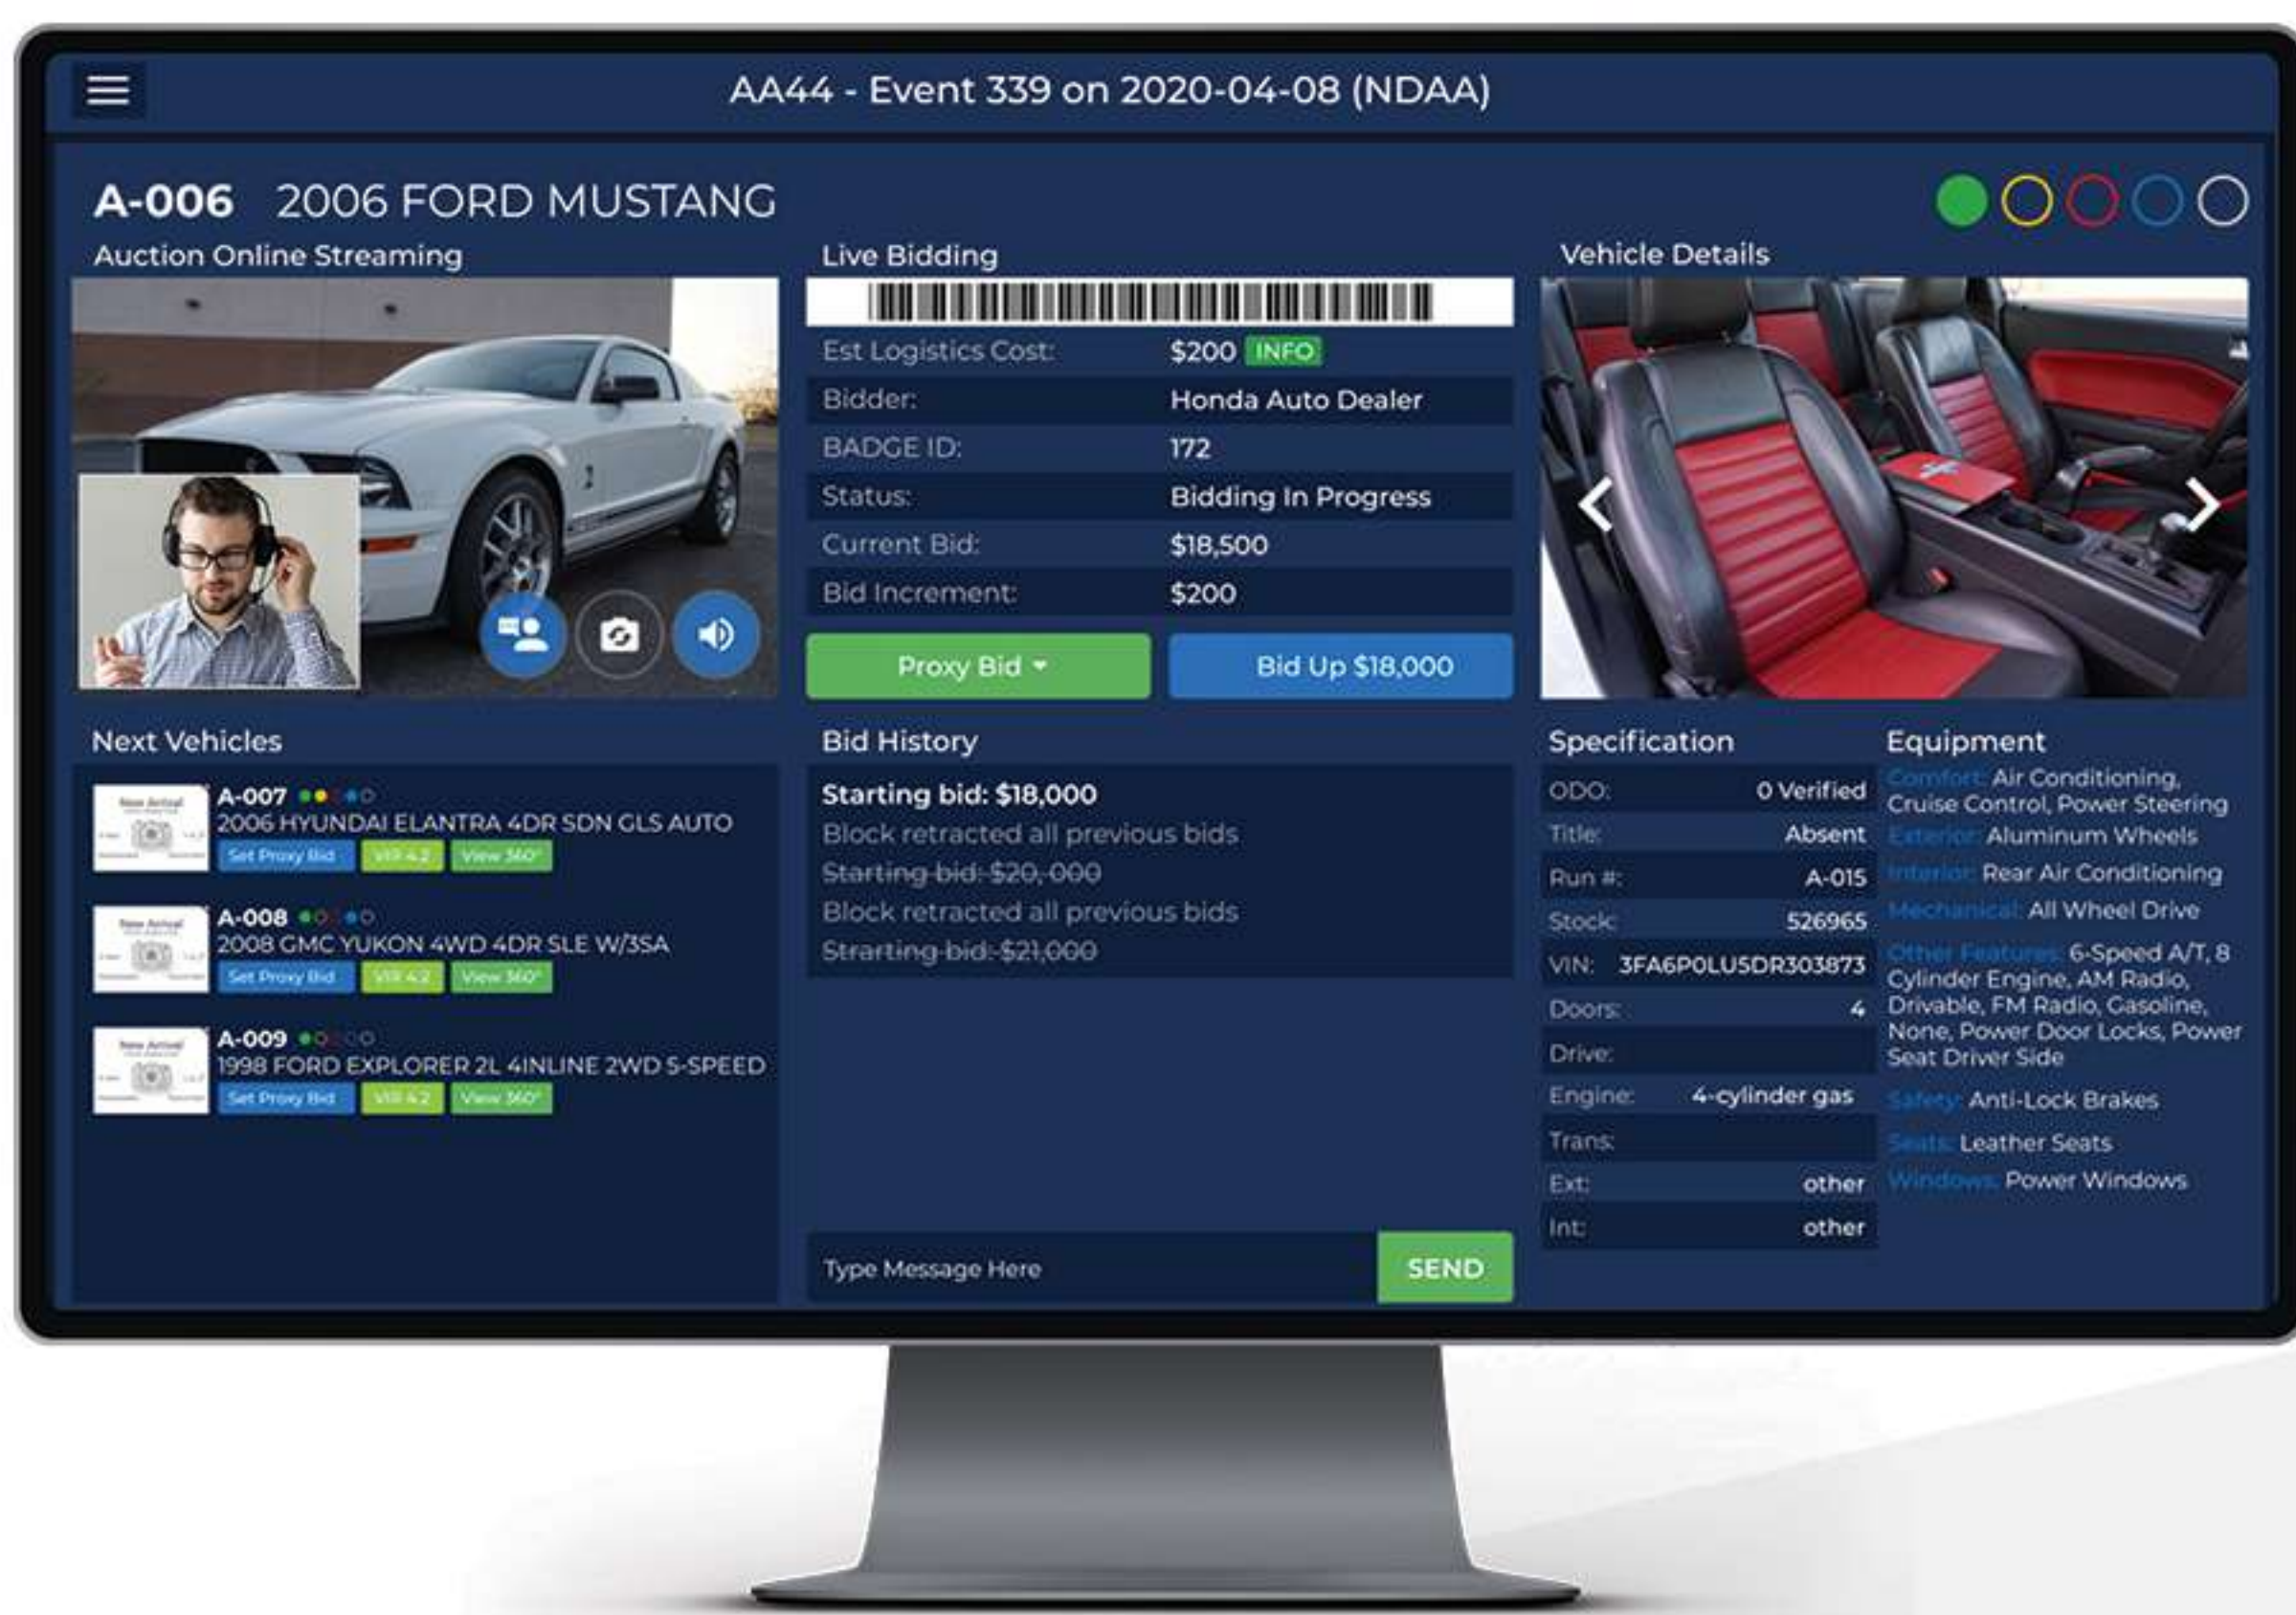 AA44 - Event 339 on 2020-04-08 (NDAA)
A-006 2006 FORD MUSTANG
Auction Online Streaming
Live Bidding
Est Logistics Cost: $200 INFO
Bidder: Honda Auto Dealer
BADGE ID: 172
Status: Bidding In Progress
Current Bid: $18,500
Bid Increment: $200
Proxy Bid
Bid Up $18,000
Vehicle Details
Next Vehicles
A-007
2006 HYUNDAI ELANTRA 4DR SDN GLS AUTO
Set Proxy Bid VIR 4.2 View 360°
A-008
2008 GMC YUKON 4WD 4DR SLE W/3SA
Set Proxy Bid VIR 4.2 View 360°
A-009
1998 FORD EXPLORER 2L 4INLINE 2WD 5-SPEED
Set Proxy Bid VIR 4.2 View 360°
Bid History
Starting bid: $18,000
Block retracted all previous bids
Starting bid: $20, 000
Block retracted all previous bids
Strarting bid: $21,000
Type Message Here
SEND
Specification
ODO: 0 Verified
Title: Absent
Run #: A-015
Stock: 526965
VIN: 3FA6P0LU5DR303873
Doors: 4
Drive:
Engine: 4-cylinder gas
Trans:
Ext: other
Int: other
Equipment
Comfort: Air Conditioning,
Cruise Control, Power Steering
Exterior: Aluminum Wheels
Interior: Rear Air Conditioning
Mechanical: All Wheel Drive
Other Features: 6-Speed A/T, 8
Cylinder Engine, AM Radio,
Drivable, FM Radio, Gasoline,
None, Power Door Locks, Power
Seat Driver Side
Safety: Anti-Lock Brakes
Seats: Leather Seats
Windows: Power Windows